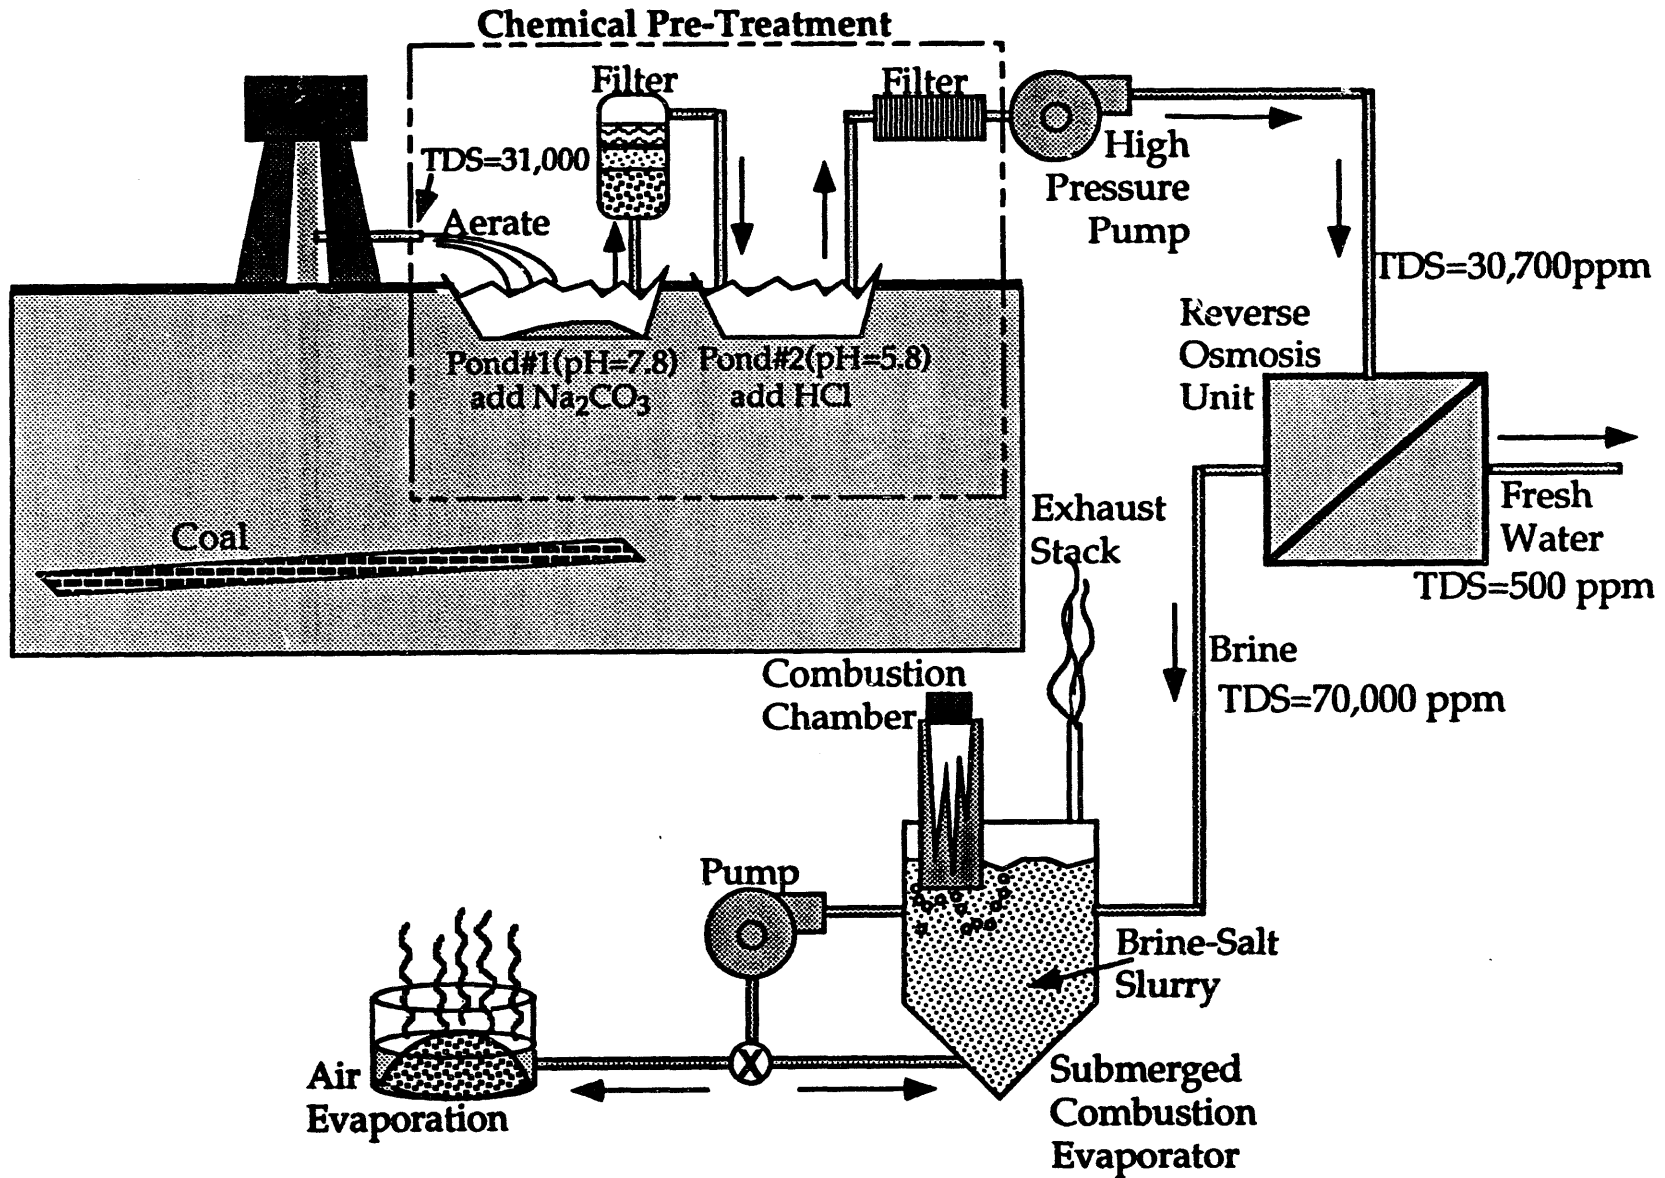 Chemical Pre-Treatment
Filter
Filter
TDS=31,000
Aerate
High
Pressure
Pump
TDS=30,700ppm
Pond#1(pH=7.8)
add Na₂CO₃
Pond#2(pH=5.8)
add HCl
Reverse
Osmosis
Unit
Fresh
Water
TDS=500 ppm
Coal
Exhaust
Stack
Brine
TDS=70,000 ppm
Combustion
Chamber
Pump
Brine-Salt
Slurry
X
Air
Evaporation
Submerged
Combustion
Evaporator